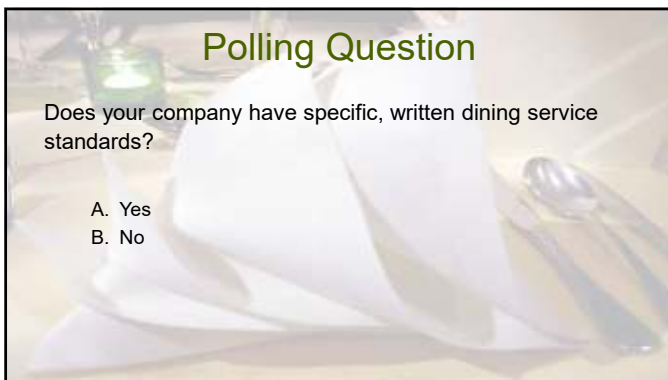 Polling Question
Does your company have specific, written dining service
standards?
A. Yes
B. No